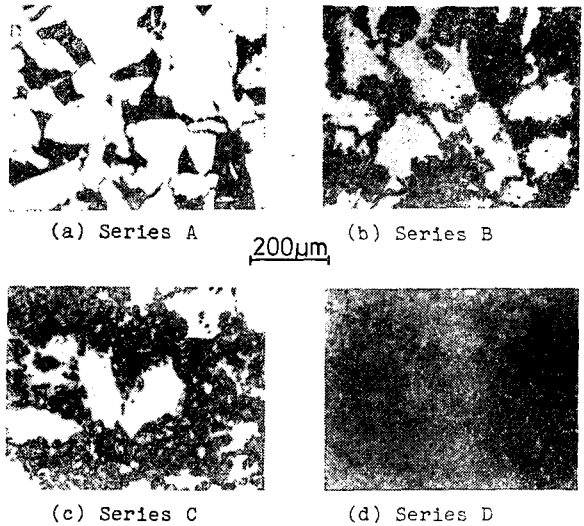 (a) Series A
(b) Series B
200µm
(c) Series C
(d) Series D